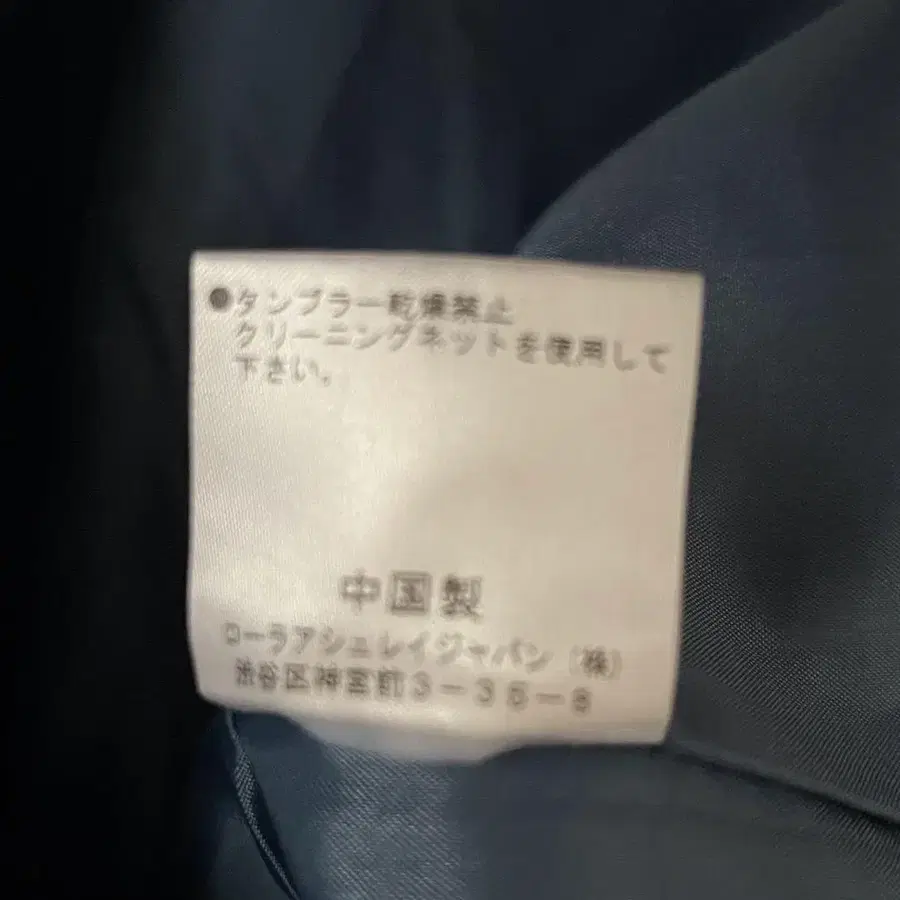 ●タンブラー乾燥禁止
クリーニングネットを使用して
下さい。
中国製
ローラアシュレイジャパン(株)
渋谷区神宮前3-35-8